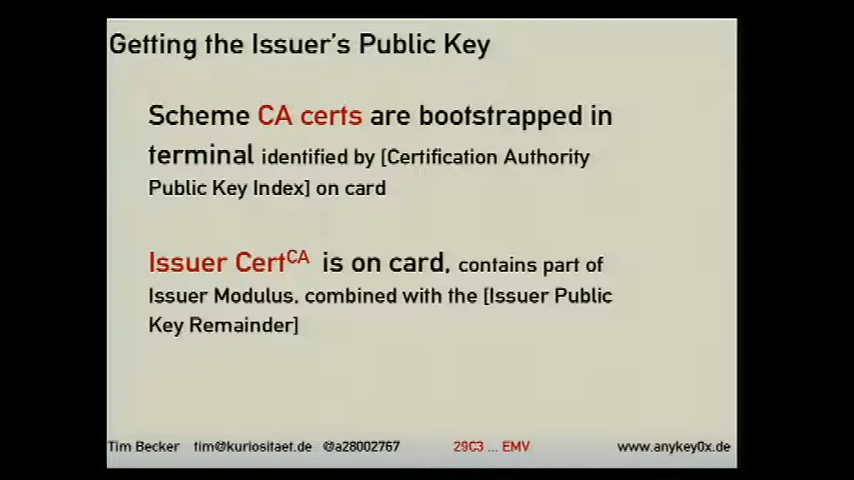 Getting the Issuer's Public Key
Scheme CA certs are bootstrapped in
terminal identified by [Certification Authority
Public Key Index] on card
Issuer Cert^CA is on card, contains part of
Issuer Modulus, combined with the [Issuer Public
Key Remainder]
Tim Becker tim@kuriositaet.de @a28002767 29C3 ... EMV www.anykey0x.de